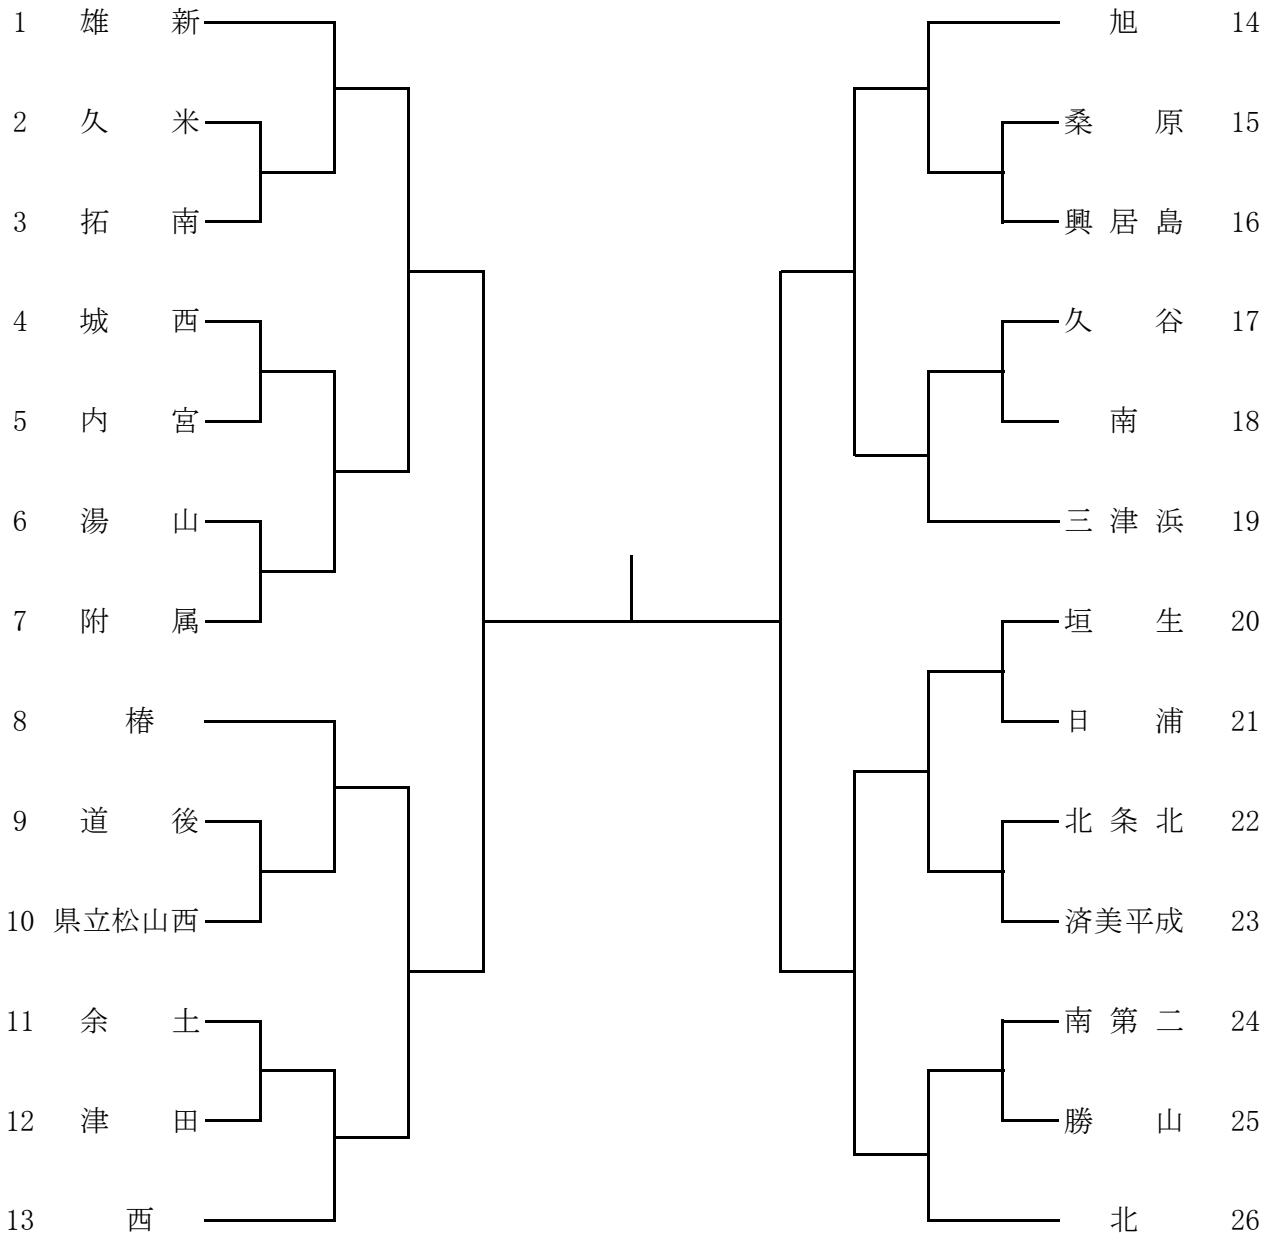 1 雄新
2 久米
3 拓南
4 城西
5 内宮
6 湯山
7 附属
8 椿
9 道後
10 県立松山西
11 余土
12 津田
13 西
旭 14
桑原 15
興居島 16
久谷 17
南 18
三津浜 19
垣生 20
日浦 21
北条北 22
済美平成 23
南第二 24
勝山 25
北 26